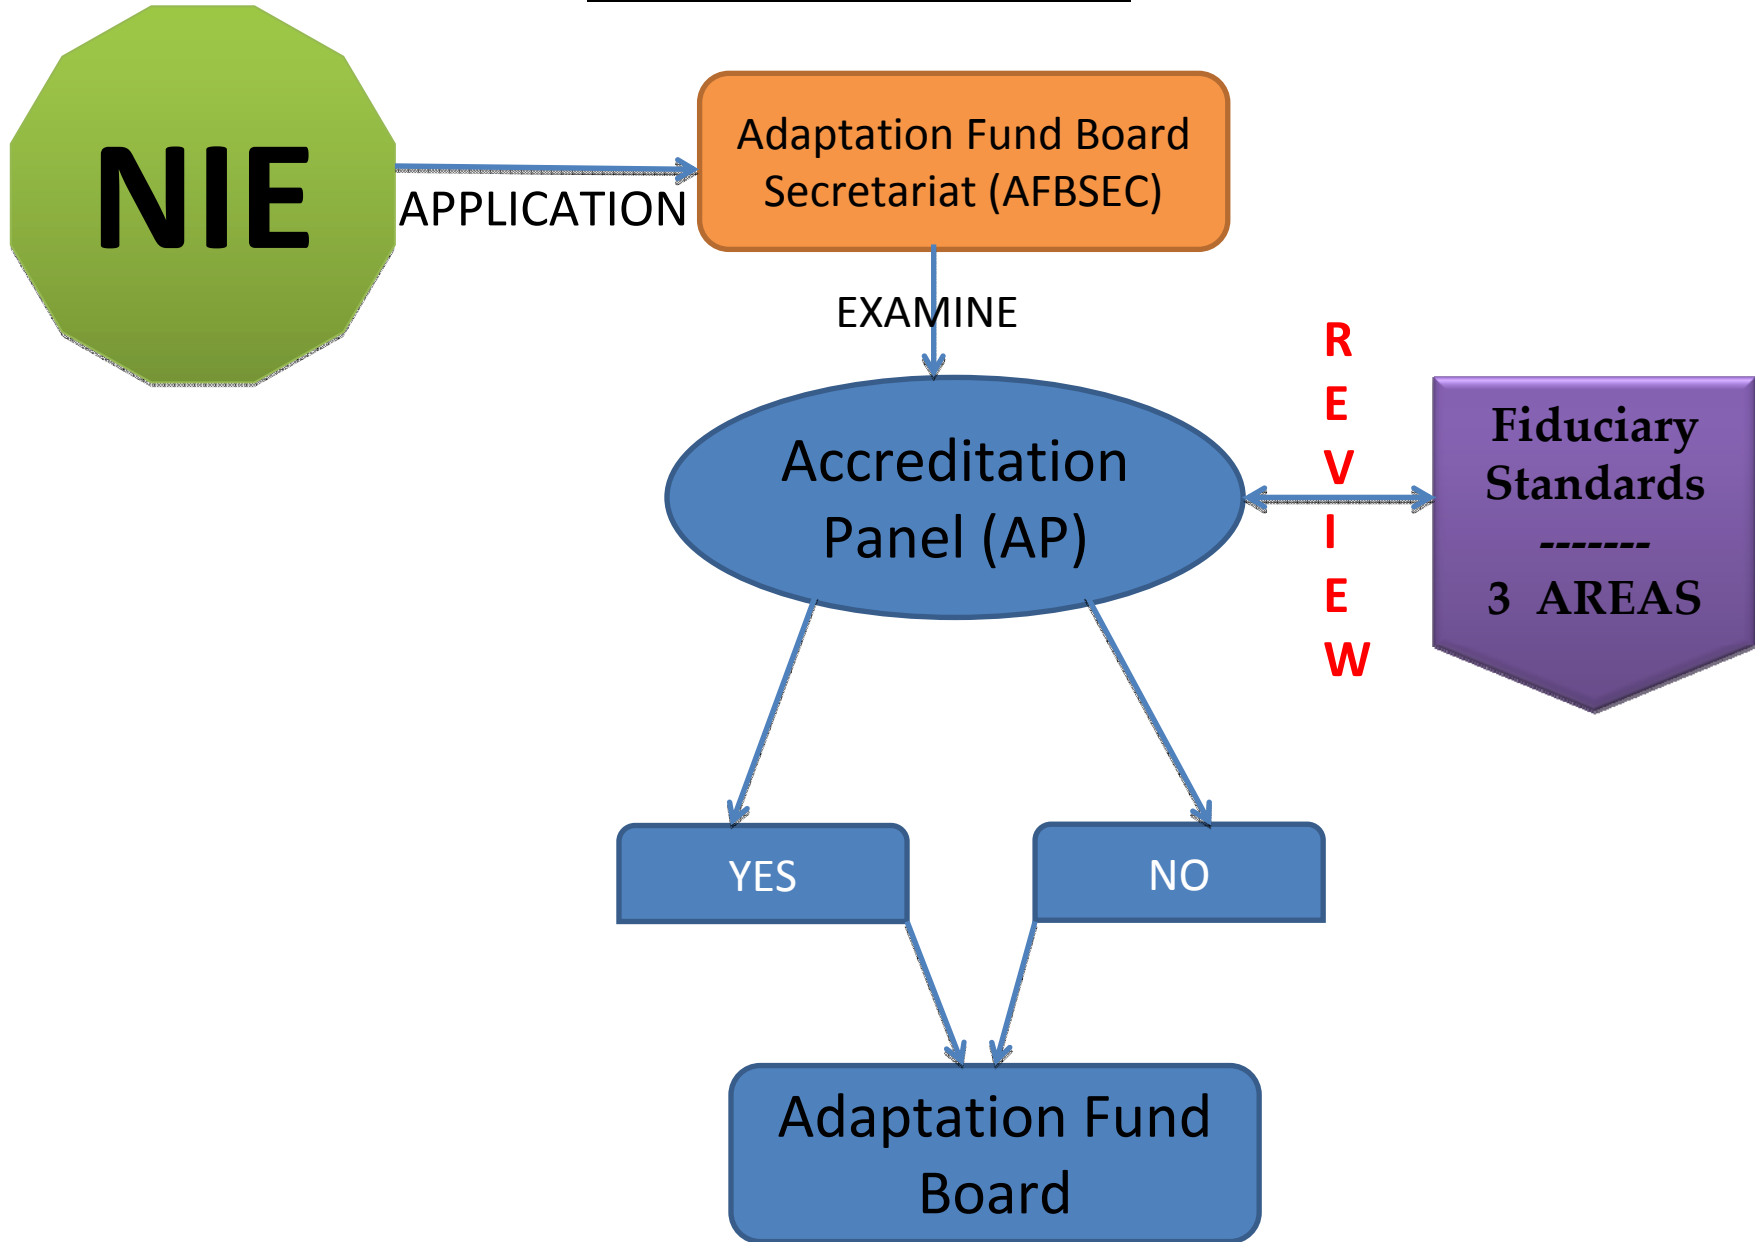 NIE
APPLICATION
Adaptation Fund Board
Secretariat (AFBSEC)
EXAMINE
Accreditation
Panel (AP)
R
E
V
I
E
W
Fiduciary
Standards
-------
3 AREAS
YES
NO
Adaptation Fund
Board